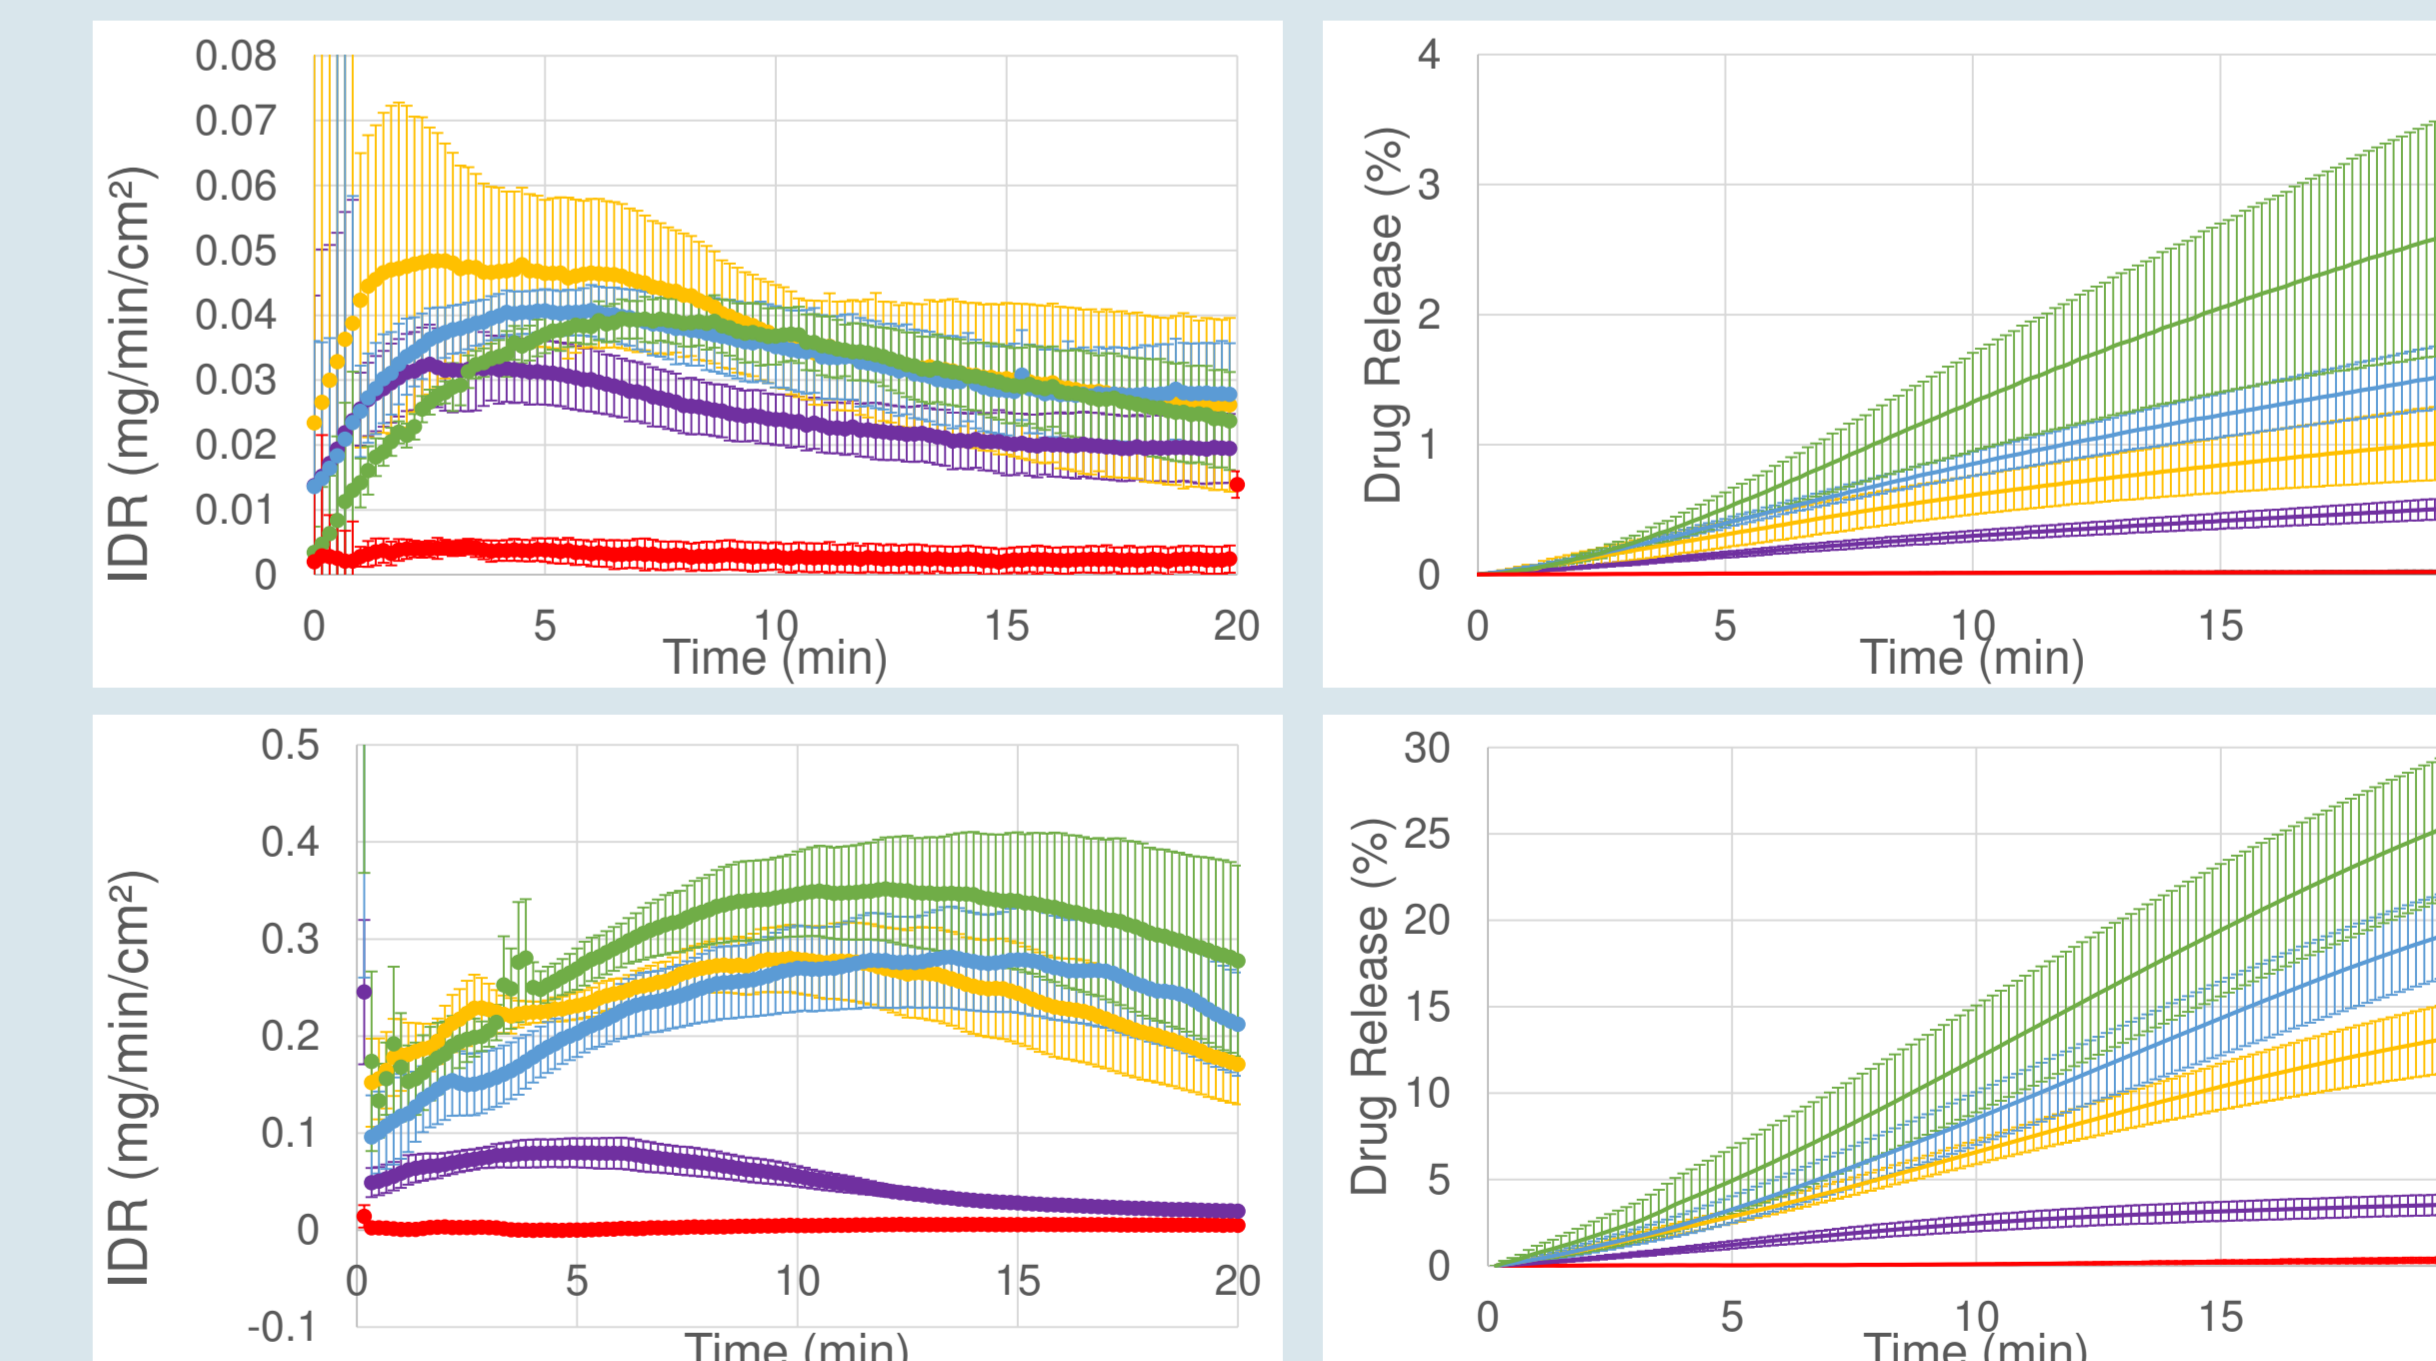 0.08
0.07
0.06
0.05
0.04
0.03
0.02
0.01
0
IDR (mg/min/cm²)
0 5 10 15 20
Time (min)
4
3
2
1
0
Drug Release (%)
0 5 10 15
Time (min)
0.5
0.4
0.3
0.2
0.1
0
-0.1
IDR (mg/min/cm²)
0 5 10 15 20
Time (min)
30
25
20
15
10
5
0
Drug Release (%)
0 5 10 15
Time (min)